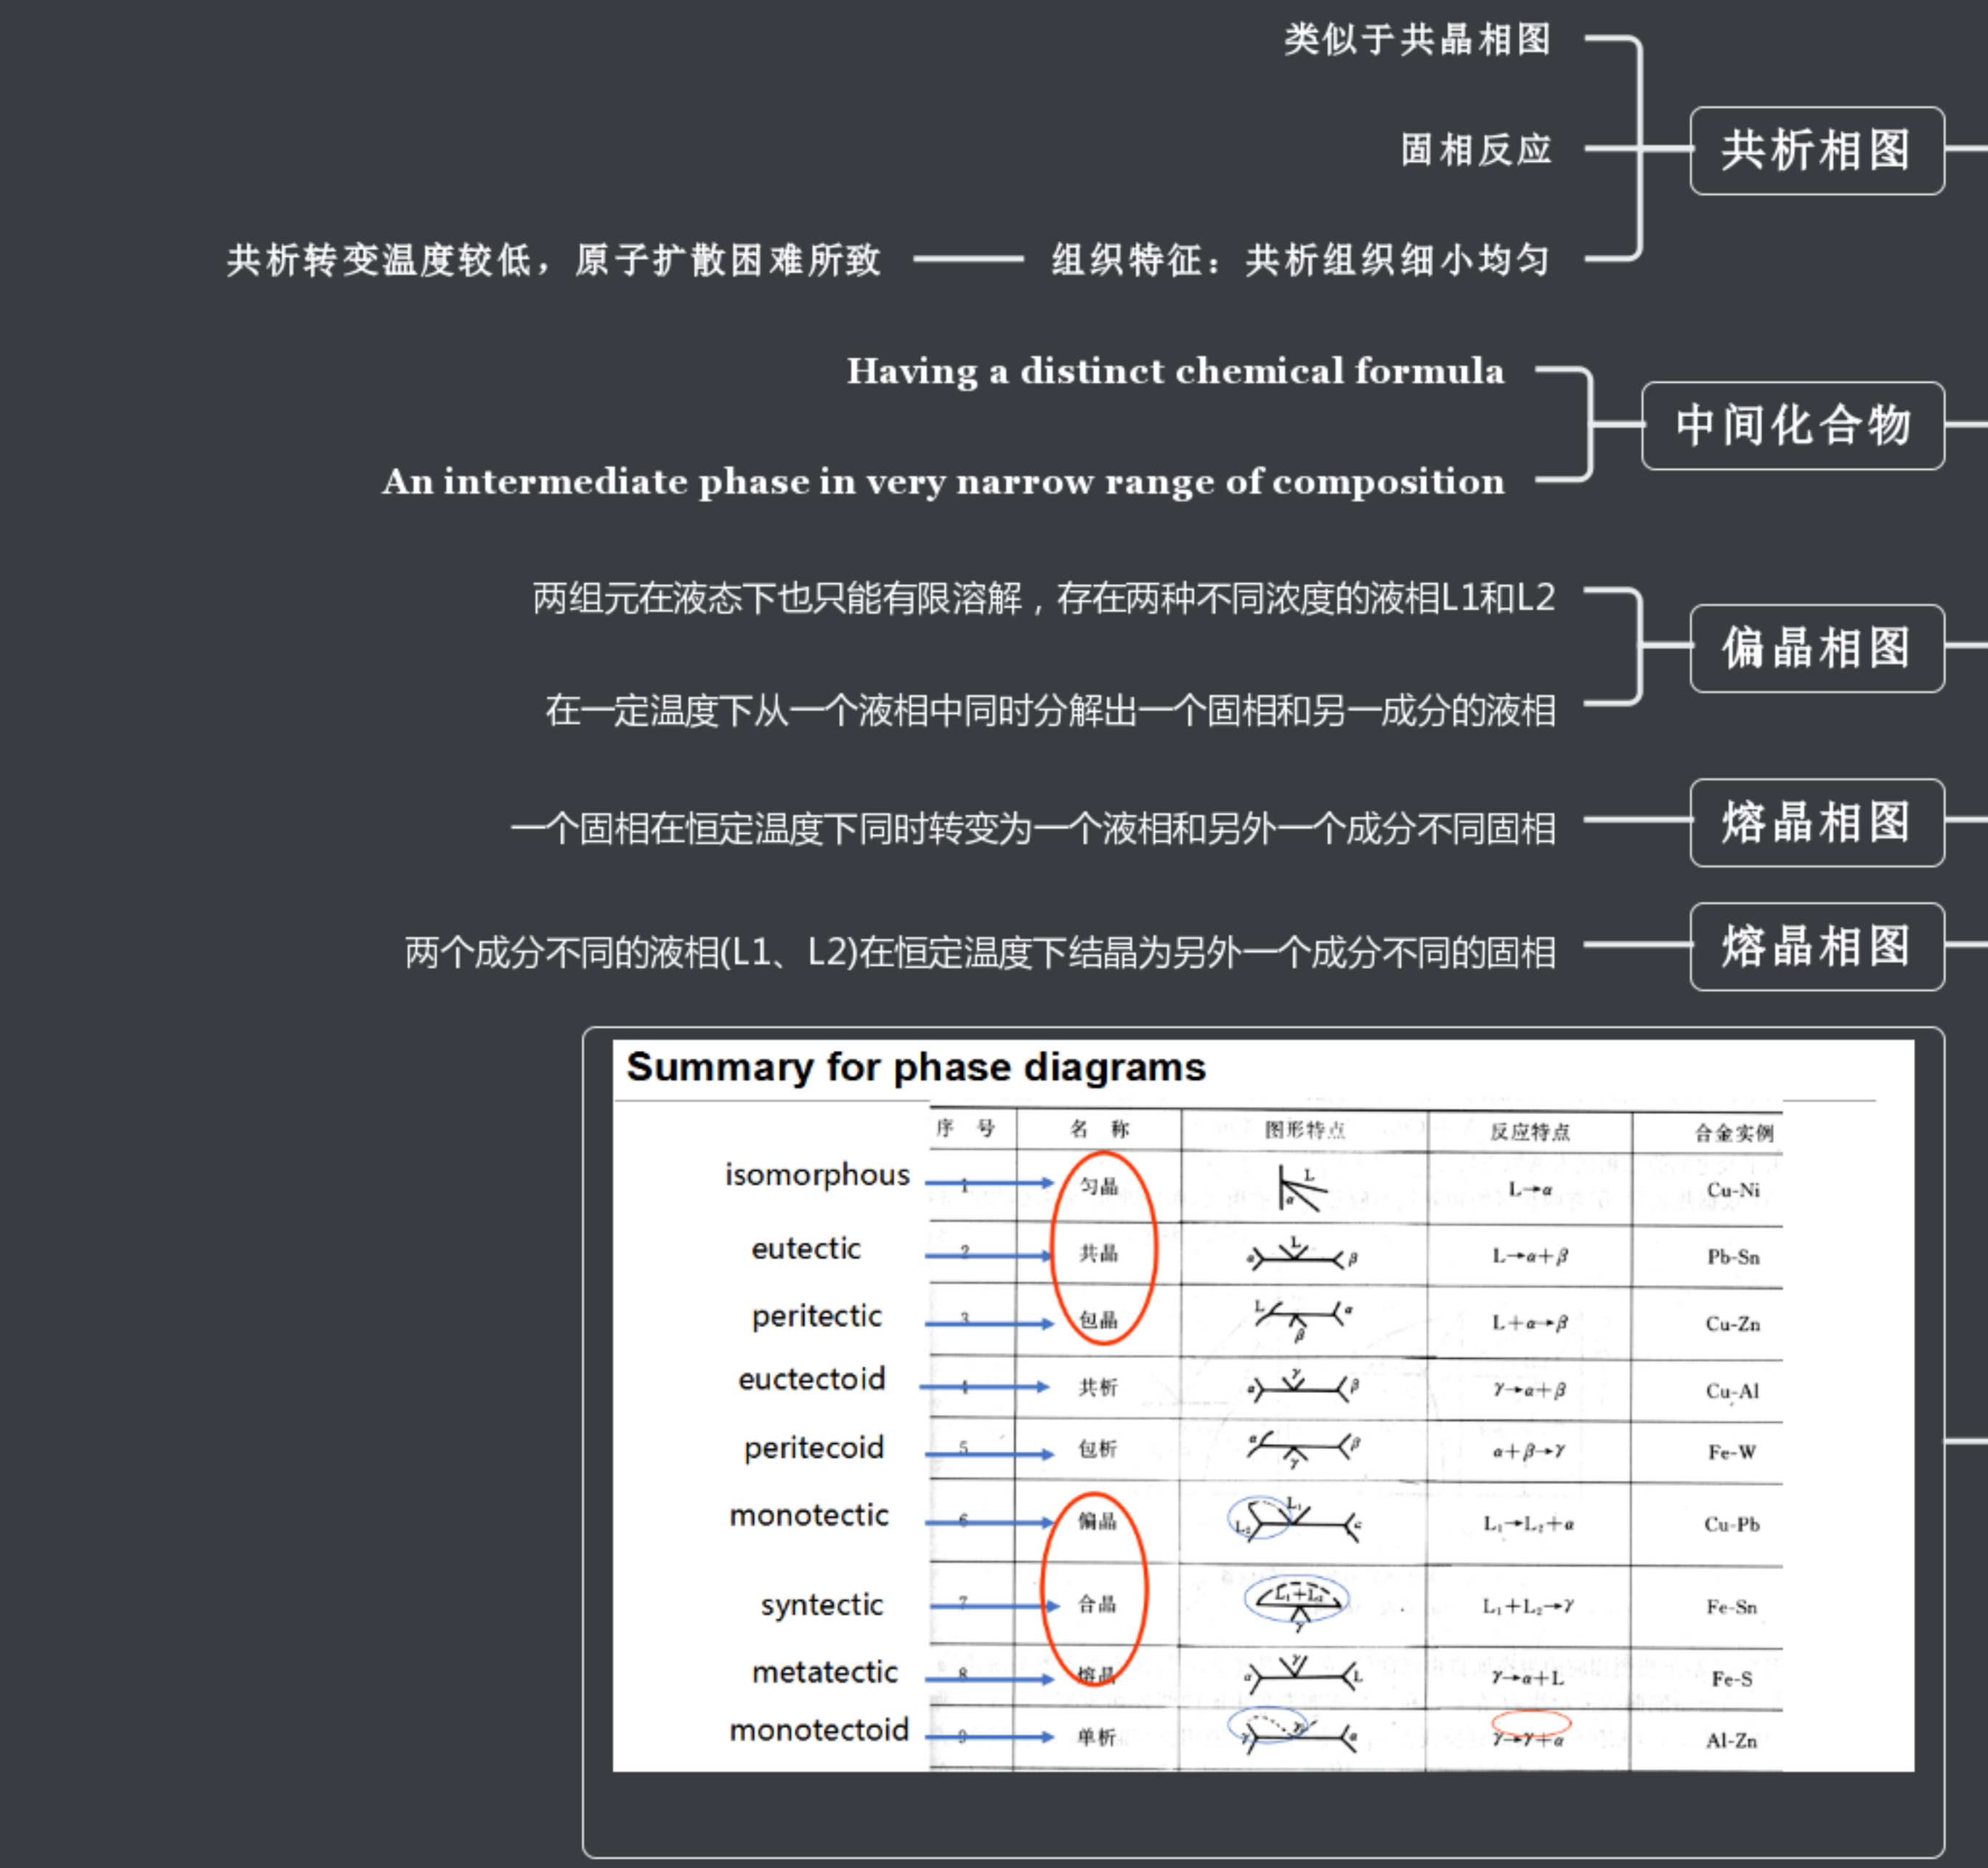 类似于共晶相图
固相反应
共析相图
共析转变温度较低，原子扩散困难所致
组织特征：共析组织细小均匀
Having a distinct chemical formula
中间化合物
An intermediate phase in very narrow range of composition
两组元在液态下也只能有限溶解，存在两种不同浓度的液相L1和L2
偏晶相图
在一定温度下从一个液相中同时分解出一个固相和另一成分的液相
一个固相在恒定温度下同时转变为一个液相和另外一个成分不同固相
熔晶相图
两个成分不同的液相(L1、L2)在恒定温度下结晶为另外一个成分不同的固相
熔晶相图
Summary for phase diagrams
序 号 名 称 图形特点 反应特点 合金实例
isomorphous 1 匀晶 L α L→α Cu-Ni
eutectic 2 共晶 α L β L→α+β Pb-Sn
peritectic 3 包晶 L β α L+α→β Cu-Zn
euctectoid 4 共析 α γ β γ→α+β Cu-Al
peritecoid 5 包析 α γ β α+β→γ Fe-W
monotectic 6 偏晶 L₂ L₁ L₁→L₂+α Cu-Pb
syntectic 7 合晶 L₁+L₂ γ L₁+L₂→γ Fe-Sn
metatectic 8 熔晶 α γ L γ→α+L Fe-S
monotectoid 9 单析 γ γ α γ→γ+α Al-Zn